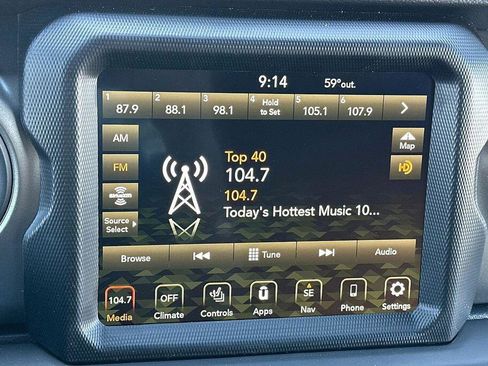 9:14 59°out.
1 87.9 2 88.1 3 98.1 4 Hold to Set 5 105.1 6 107.9
AM
FM
SiriusXM
Source
Select
Top 40
104.7
104.7
Today's Hottest Music 10...
Map
HD
Browse Tune Audio
104.7 OFF SE
Media Climate Controls Apps Nav Phone Settings